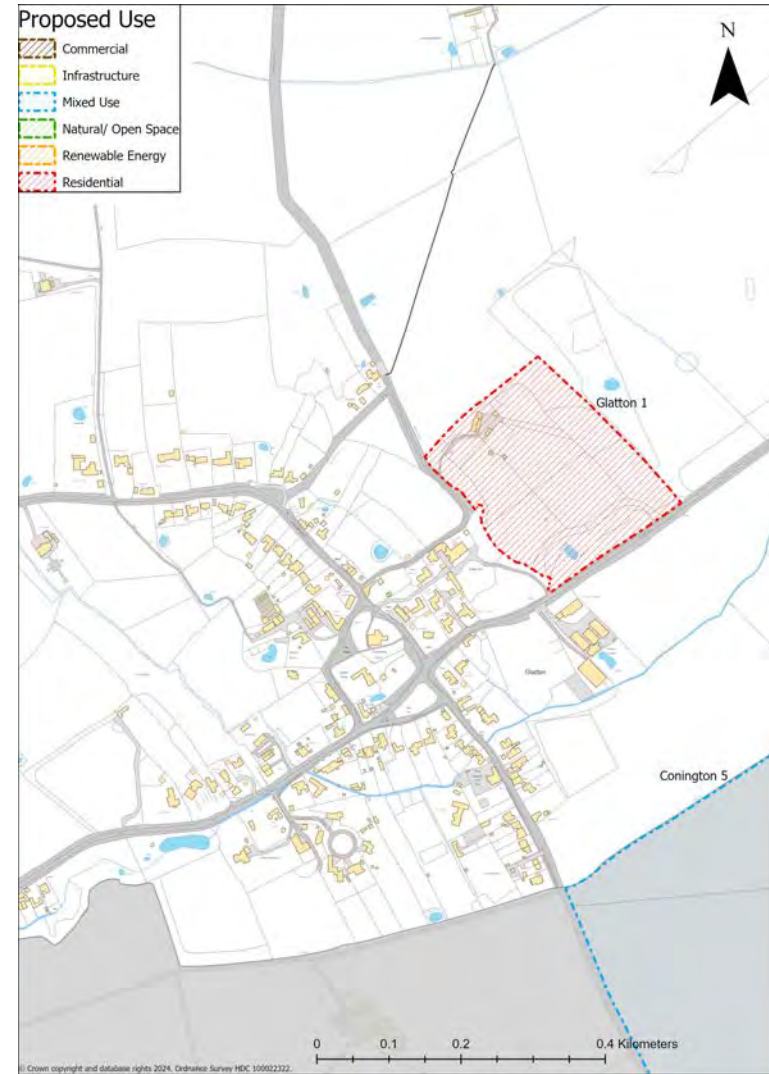 Proposed Use
Commercial
Infrastructure
Mixed Use
Natural/ Open Space
Renewable Energy
Residential
N
Glatton 1
Glatton
Conington 5
0 0.1 0.2 0.4 Kilometers
© Crown copyright and database rights 2024, Ordnance Survey HDC 100022322.